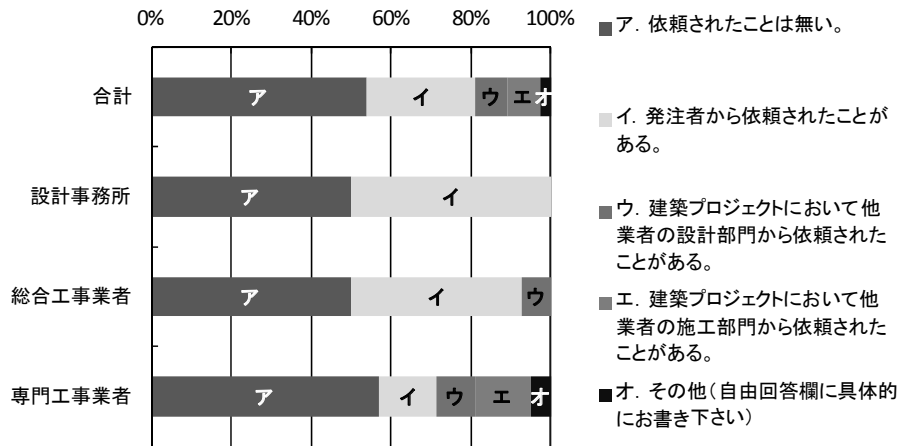 0% 20% 40% 60% 80% 100%
合計
ア イ ウ エ オ
設計事務所
ア イ
総合工事業者
ア イ ウ
専門工事業者
ア イ ウ エ オ
ア. 依頼されたことは無い。
イ. 発注者から依頼されたことが
ある。
ウ. 建築プロジェクトにおいて他
業者の設計部門から依頼された
ことがある。
エ. 建築プロジェクトにおいて他
業者の施工部門から依頼された
ことがある。
オ. その他(自由回答欄に具体的
にお書き下さい)